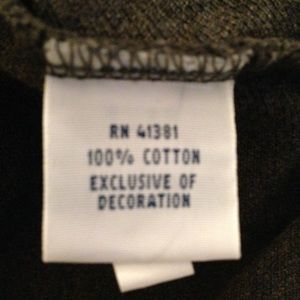 RN 41381
100% COTTON
EXCLUSIVE OF
DECORATION